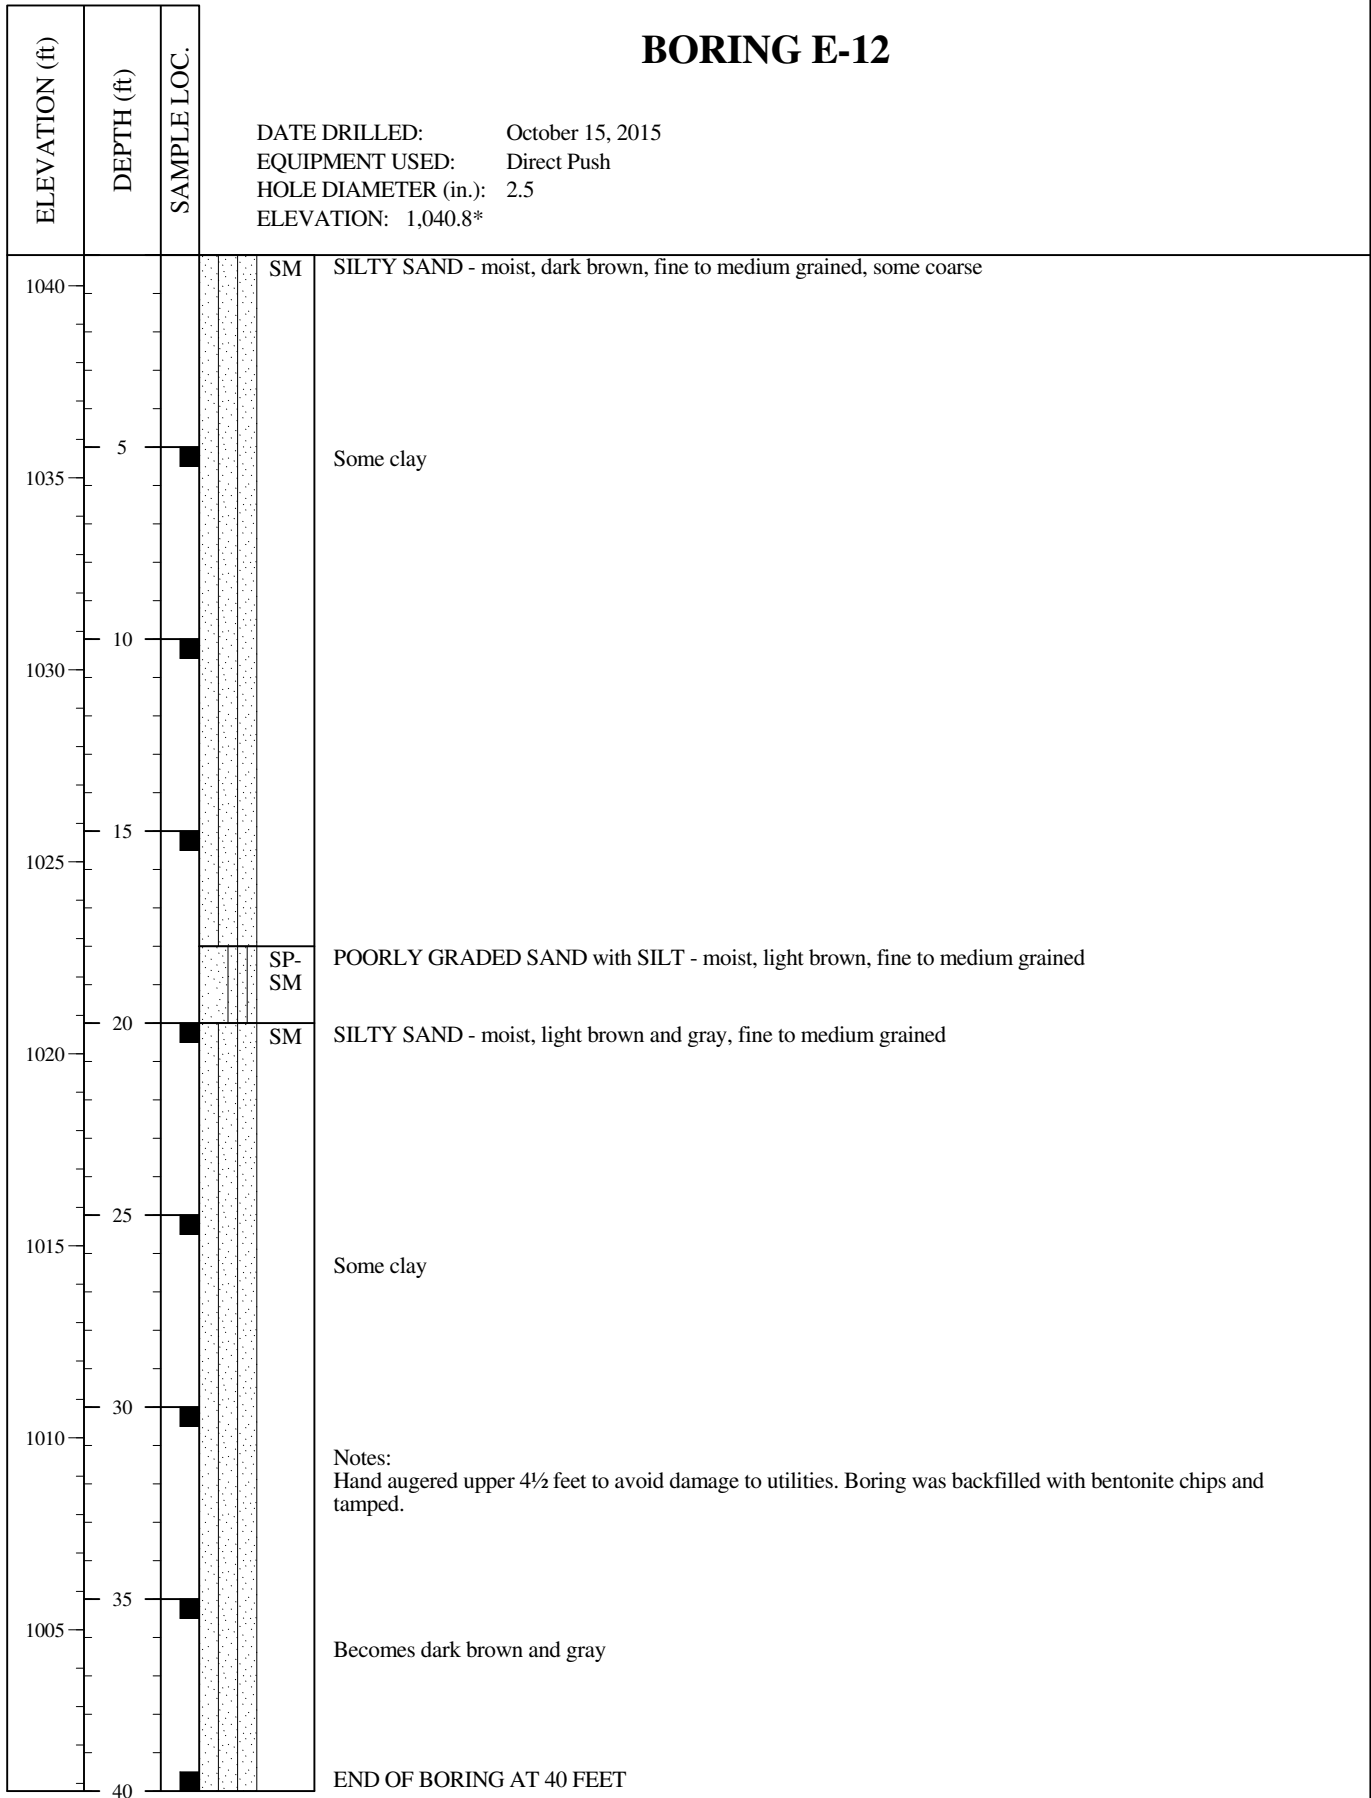 BORING E-12
ELEVATION (ft)
DEPTH (ft)
SAMPLE LOC.
DATE DRILLED: October 15, 2015
EQUIPMENT USED: Direct Push
HOLE DIAMETER (in.): 2.5
ELEVATION: 1,040.8*
SM SILTY SAND - moist, dark brown, fine to medium grained, some coarse
1040
5
Some clay
1035
10
1030
15
1025
SP- POORLY GRADED SAND with SILT - moist, light brown, fine to medium grained
SM
20
SM SILTY SAND - moist, light brown and gray, fine to medium grained
1020
25
1015
Some clay
30
1010
Notes:
Hand augered upper 4½ feet to avoid damage to utilities. Boring was backfilled with bentonite chips and
tamped.
35
1005
Becomes dark brown and gray
END OF BORING AT 40 FEET
40